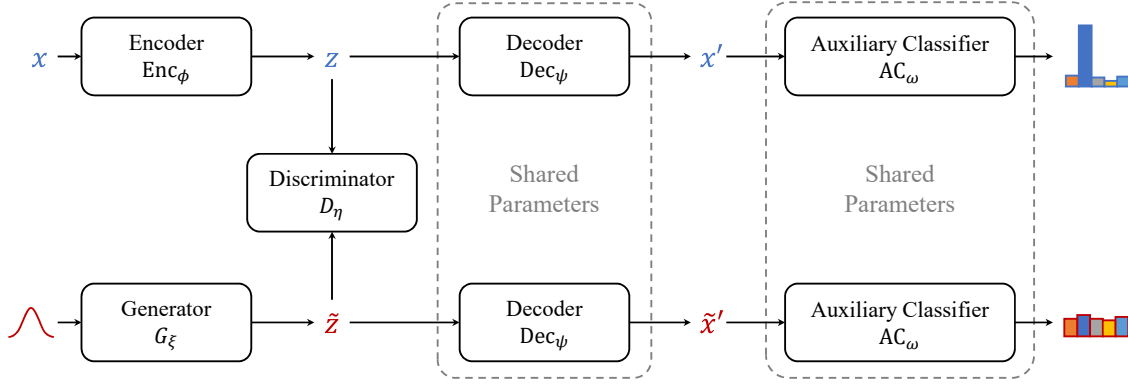 x
Encoder
Enc_ϕ
z
Decoder
Dec_ψ
x′
Auxiliary Classifier
AC_ω
Discriminator
D_η
Shared
Parameters
Shared
Parameters
Generator
G_ξ
z̃
Decoder
Dec_ψ
x̃′
Auxiliary Classifier
AC_ω